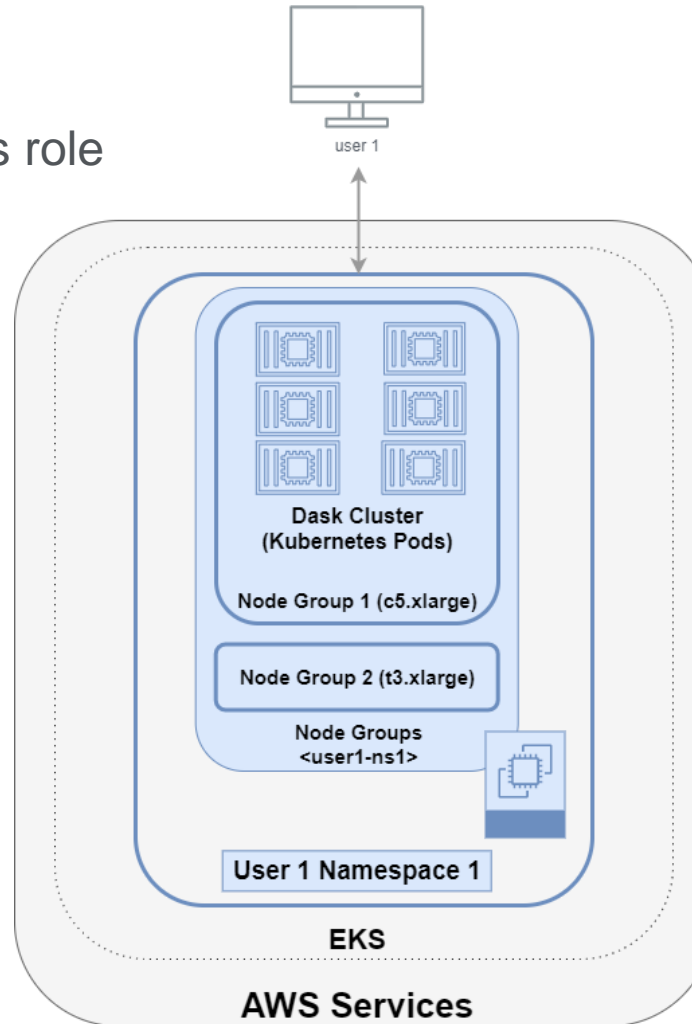 s role
user 1
Dask Cluster
(Kubernetes Pods)
Node Group 1 (c5.xlarge)
Node Group 2 (t3.xlarge)
Node Groups
<user1-ns1>
User 1 Namespace 1
EKS
AWS Services